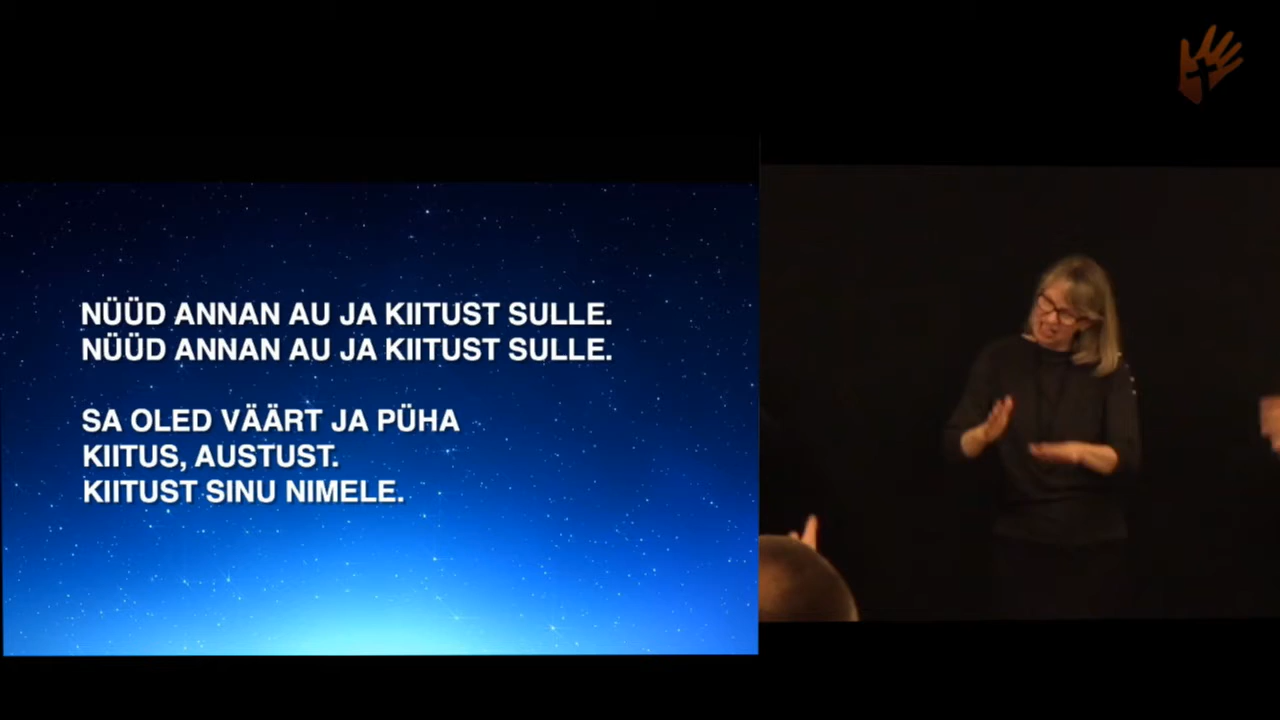 NÜÜD ANNAN AU JA KIITUST SULLE.
NÜÜD ANNAN AU JA KIITUST SULLE.
SA OLED VÄÄRT JA PÜHA
KIITUS, AUSTUST.
KIITUST SINU NIMELE.